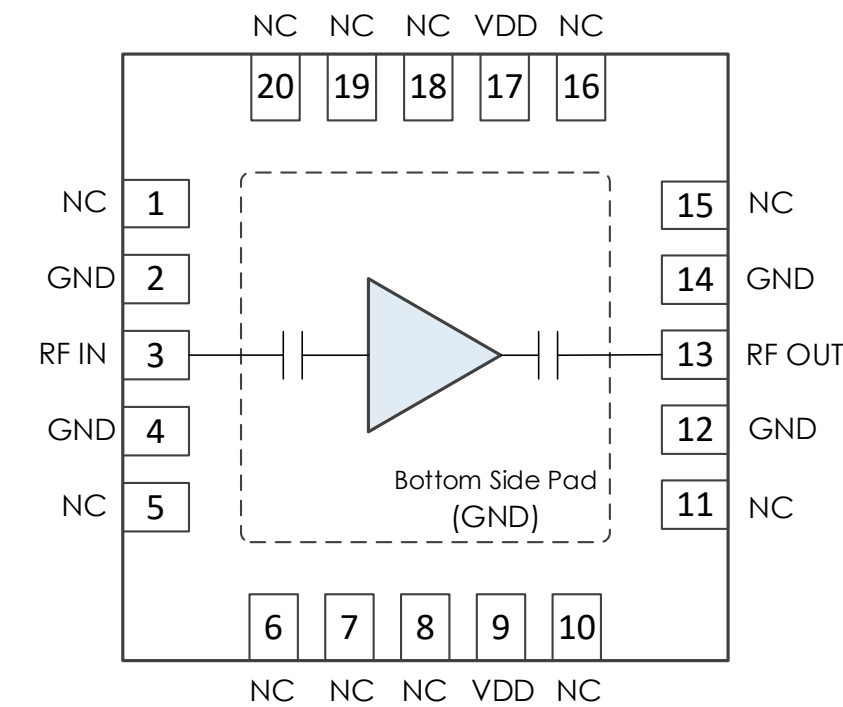 NC NC NC VDD NC
20 19 18 17 16
NC 1 15 NC
GND 2 14 GND
RF IN 3 13 RF OUT
GND 4 12 GND
Bottom Side Pad
(GND)
NC 5 11 NC
6 7 8 9 10
NC NC NC VDD NC